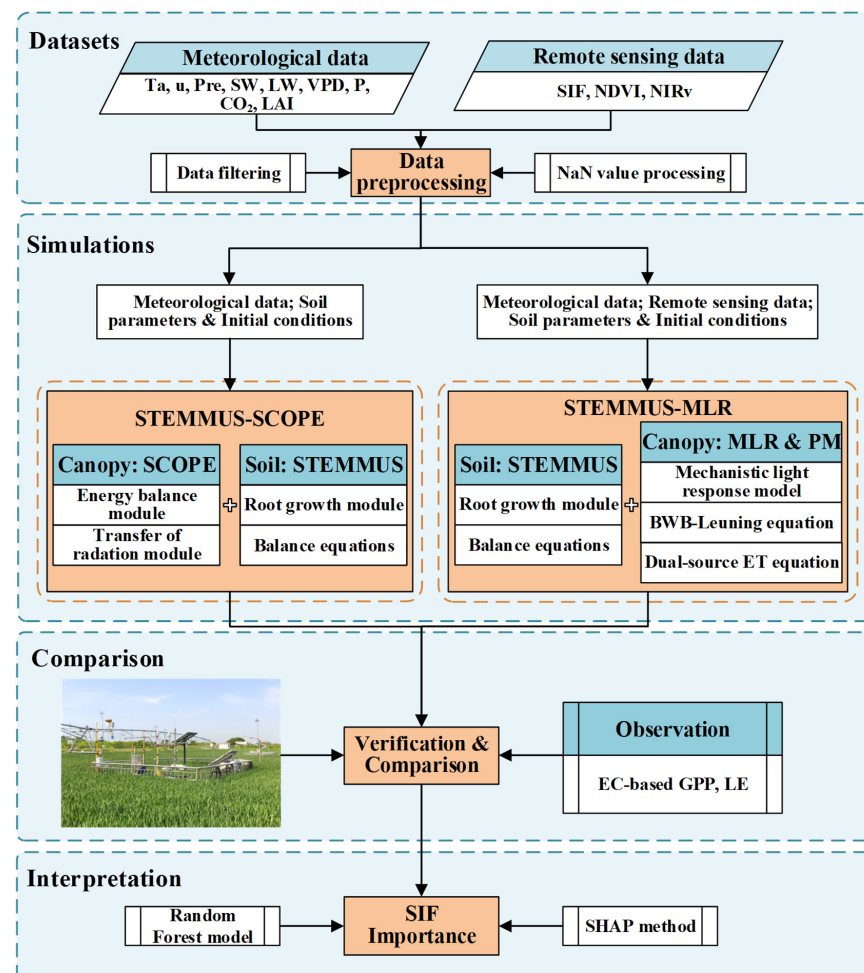 Datasets
Meteorological data
Ta, u, Pre, SW, LW, VPD, P,
CO₂, LAI
Remote sensing data
SIF, NDVI, NIRv
Data filtering
Data
preprocessing
NaN value processing
Simulations
Meteorological data; Soil
parameters & Initial conditions
Meteorological data; Remote sensing data;
Soil parameters & Initial conditions
STEMMUS-SCOPE
Canopy: SCOPE
Energy balance
module
Transfer of
radation module
+
Soil: STEMMUS
Root growth module
Balance equations
STEMMUS-MLR
Soil: STEMMUS
Root growth module
Balance equations
+
Canopy: MLR & PM
Mechanistic light
response model
BWB-Leuning equation
Dual-source ET equation
Comparison
Verification &
Comparison
Observation
EC-based GPP, LE
Interpretation
Random
Forest model
SIF
Importance
SHAP method